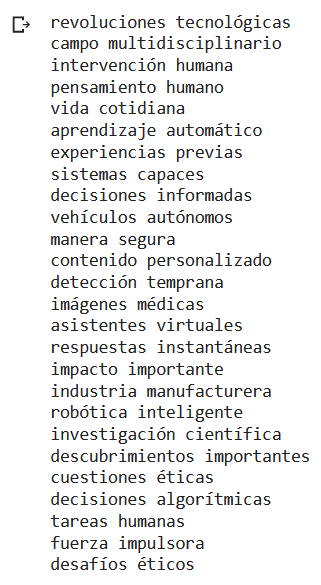 revoluciones tecnológicas
campo multidisciplinario
intervención humana
pensamiento humano
vida cotidiana
aprendizaje automático
experiencias previas
sistemas capaces
decisiones informadas
vehículos autónomos
manera segura
contenido personalizado
detección temprana
imágenes médicas
asistentes virtuales
respuestas instantáneas
impacto importante
industria manufacturera
robótica inteligente
investigación científica
descubrimientos importantes
cuestiones éticas
decisiones algorítmicas
tareas humanas
fuerza impulsora
desafíos éticos